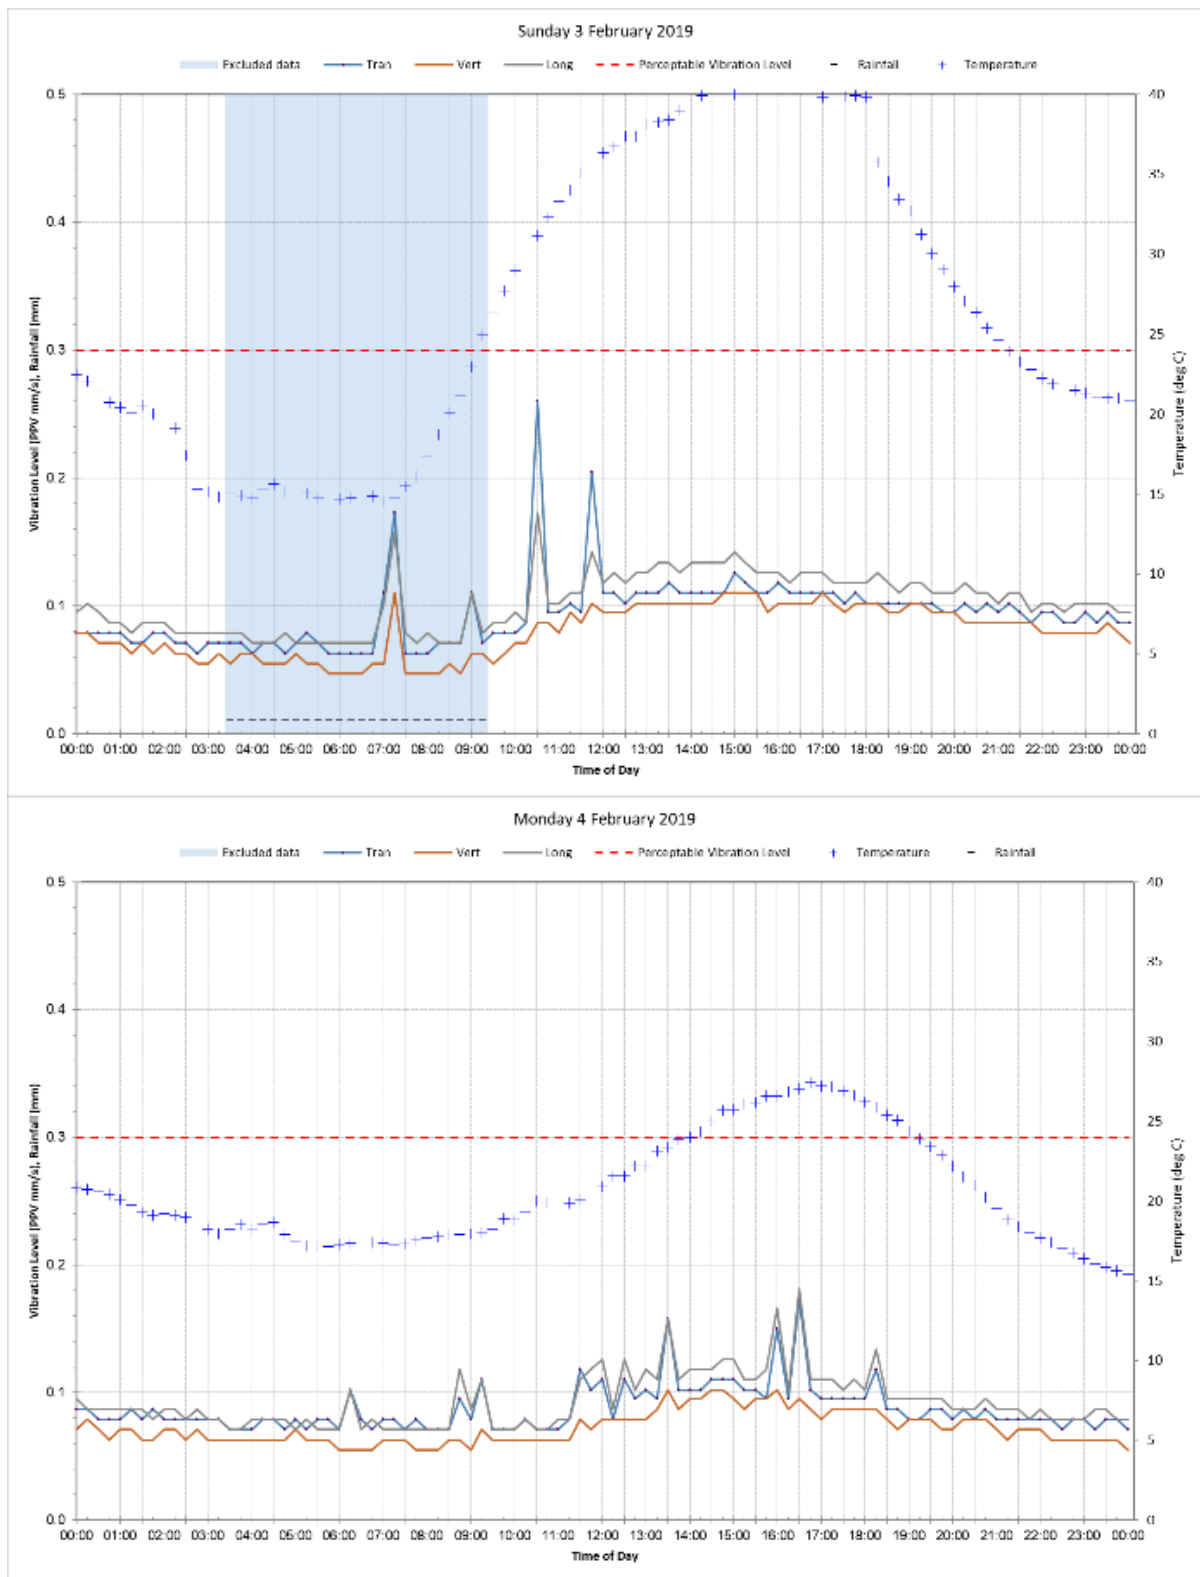 Sunday 3 February 2019
Excluded data Tran Vert Long Perceptable Vibration Level Rainfall Temperature
0.5
0.4
0.3
0.2
0.1
0.0
Vibration Level (PPV mm/s), Rainfall (mm)
40
35
30
25
20
15
10
5
0
Temperature (deg C)
00:00 01:00 02:00 03:00 04:00 05:00 06:00 07:00 08:00 09:00 10:00 11:00 12:00 13:00 14:00 15:00 16:00 17:00 18:00 19:00 20:00 21:00 22:00 23:00 00:00
Time of Day
Monday 4 February 2019
Excluded data Tran Vert Long Perceptable Vibration Level Temperature Rainfall
0.5
0.4
0.3
0.2
0.1
0.0
Vibration Level (PPV mm/s), Rainfall (mm)
40
35
30
25
20
15
10
5
0
Temperature (deg C)
00:00 01:00 02:00 03:00 04:00 05:00 06:00 07:00 08:00 09:00 10:00 11:00 12:00 13:00 14:00 15:00 16:00 17:00 18:00 19:00 20:00 21:00 22:00 23:00 00:00
Time of Day